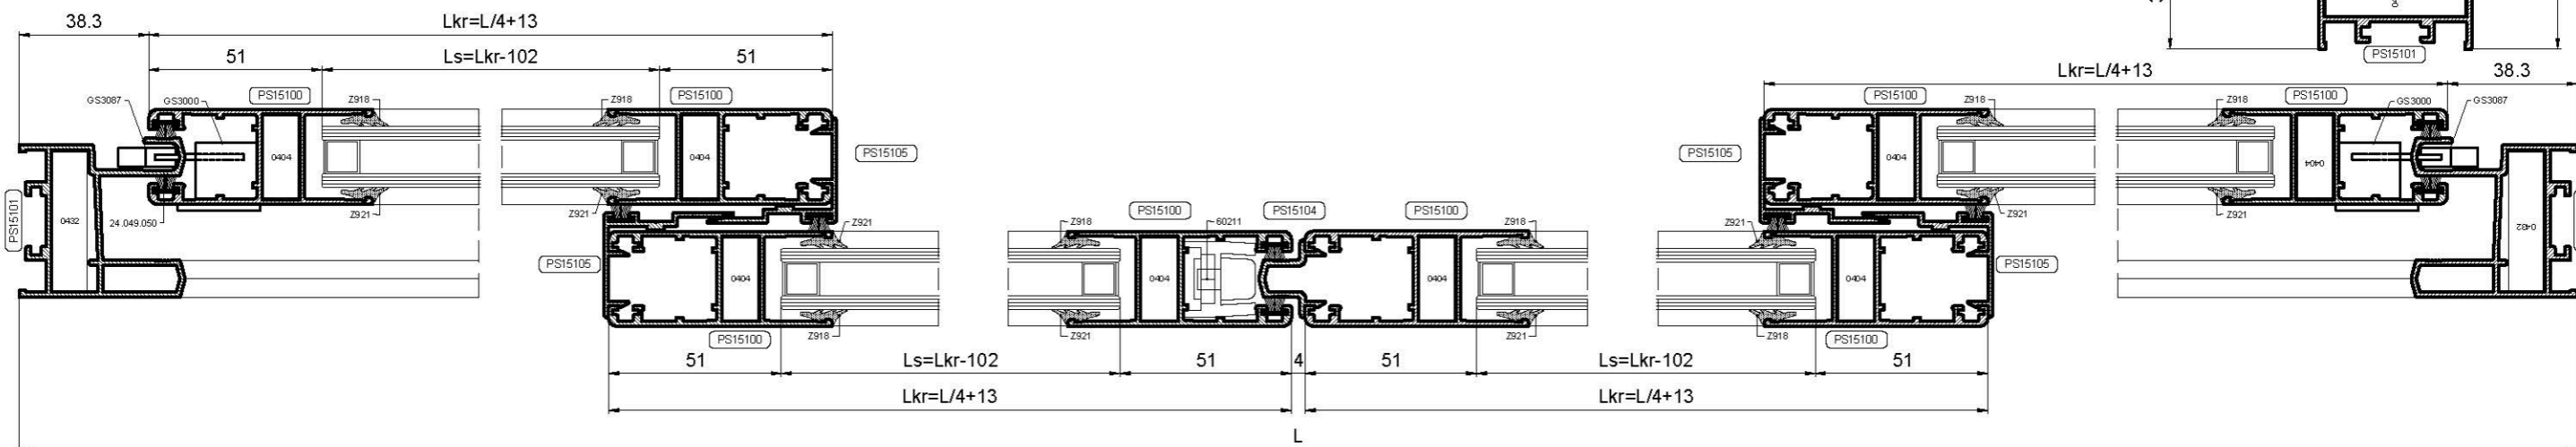 38.3
Lkr=L/4+13
51
Ls=Lkr-102
51
PS15101
Lkr=L/4+13
38.3
GS3087
GS3000
PS15100
Z918
Z918
PS15100
0404
0404
PS15105
PS15101
0432
24.049.050
Z921
Z921
PS15105
Z918
PS15100
0404
Z918
PS15100
0404
GS3000
GS3087
Z921
Z921
0432
Z921
Z918
PS15100
60211
PS15104
PS15100
Z918
Z921
PS15105
0404
0404
0404
0404
PS15105
PS15100
Z918
Z921
Z921
Z918
PS15100
51
Ls=Lkr-102
51
4
51
Ls=Lkr-102
51
Lkr=L/4+13
Lkr=L/4+13
L